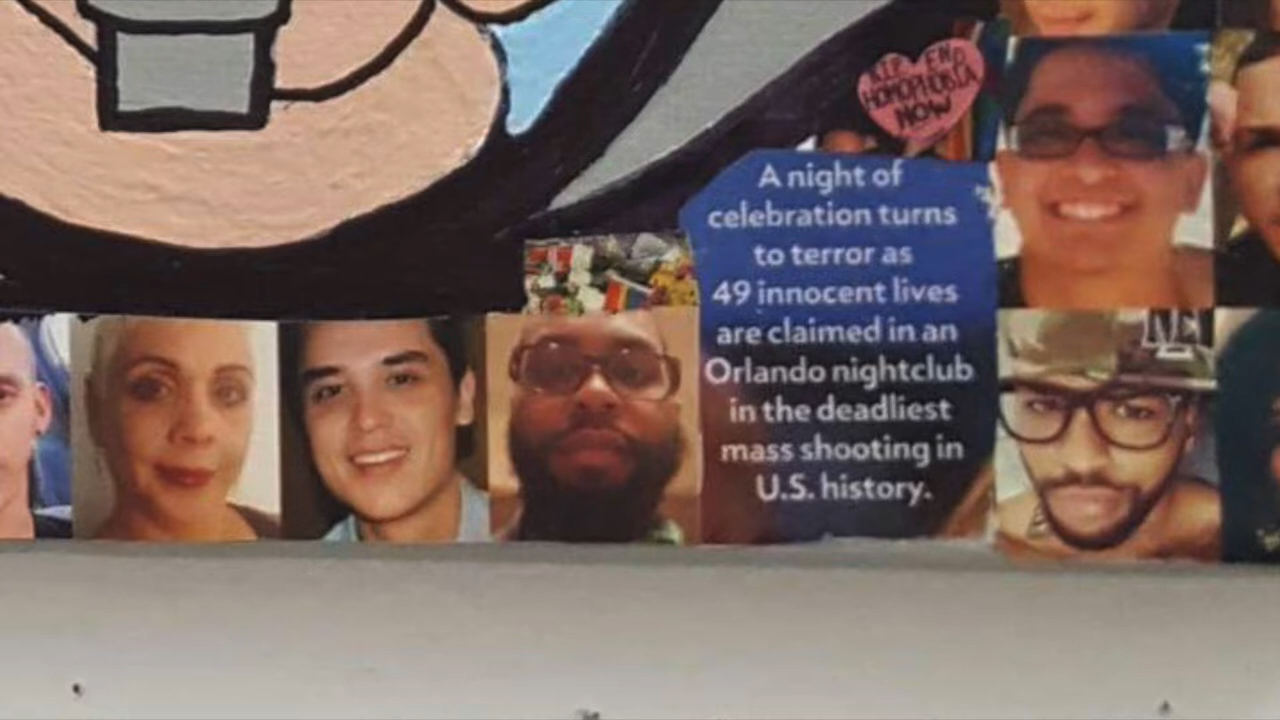 R.I.P. END
HOMOPHOBIA
NOW
A night of
celebration turns
to terror as
49 innocent lives
are claimed in an
Orlando nightclub
in the deadliest
mass shooting in
U.S. history.